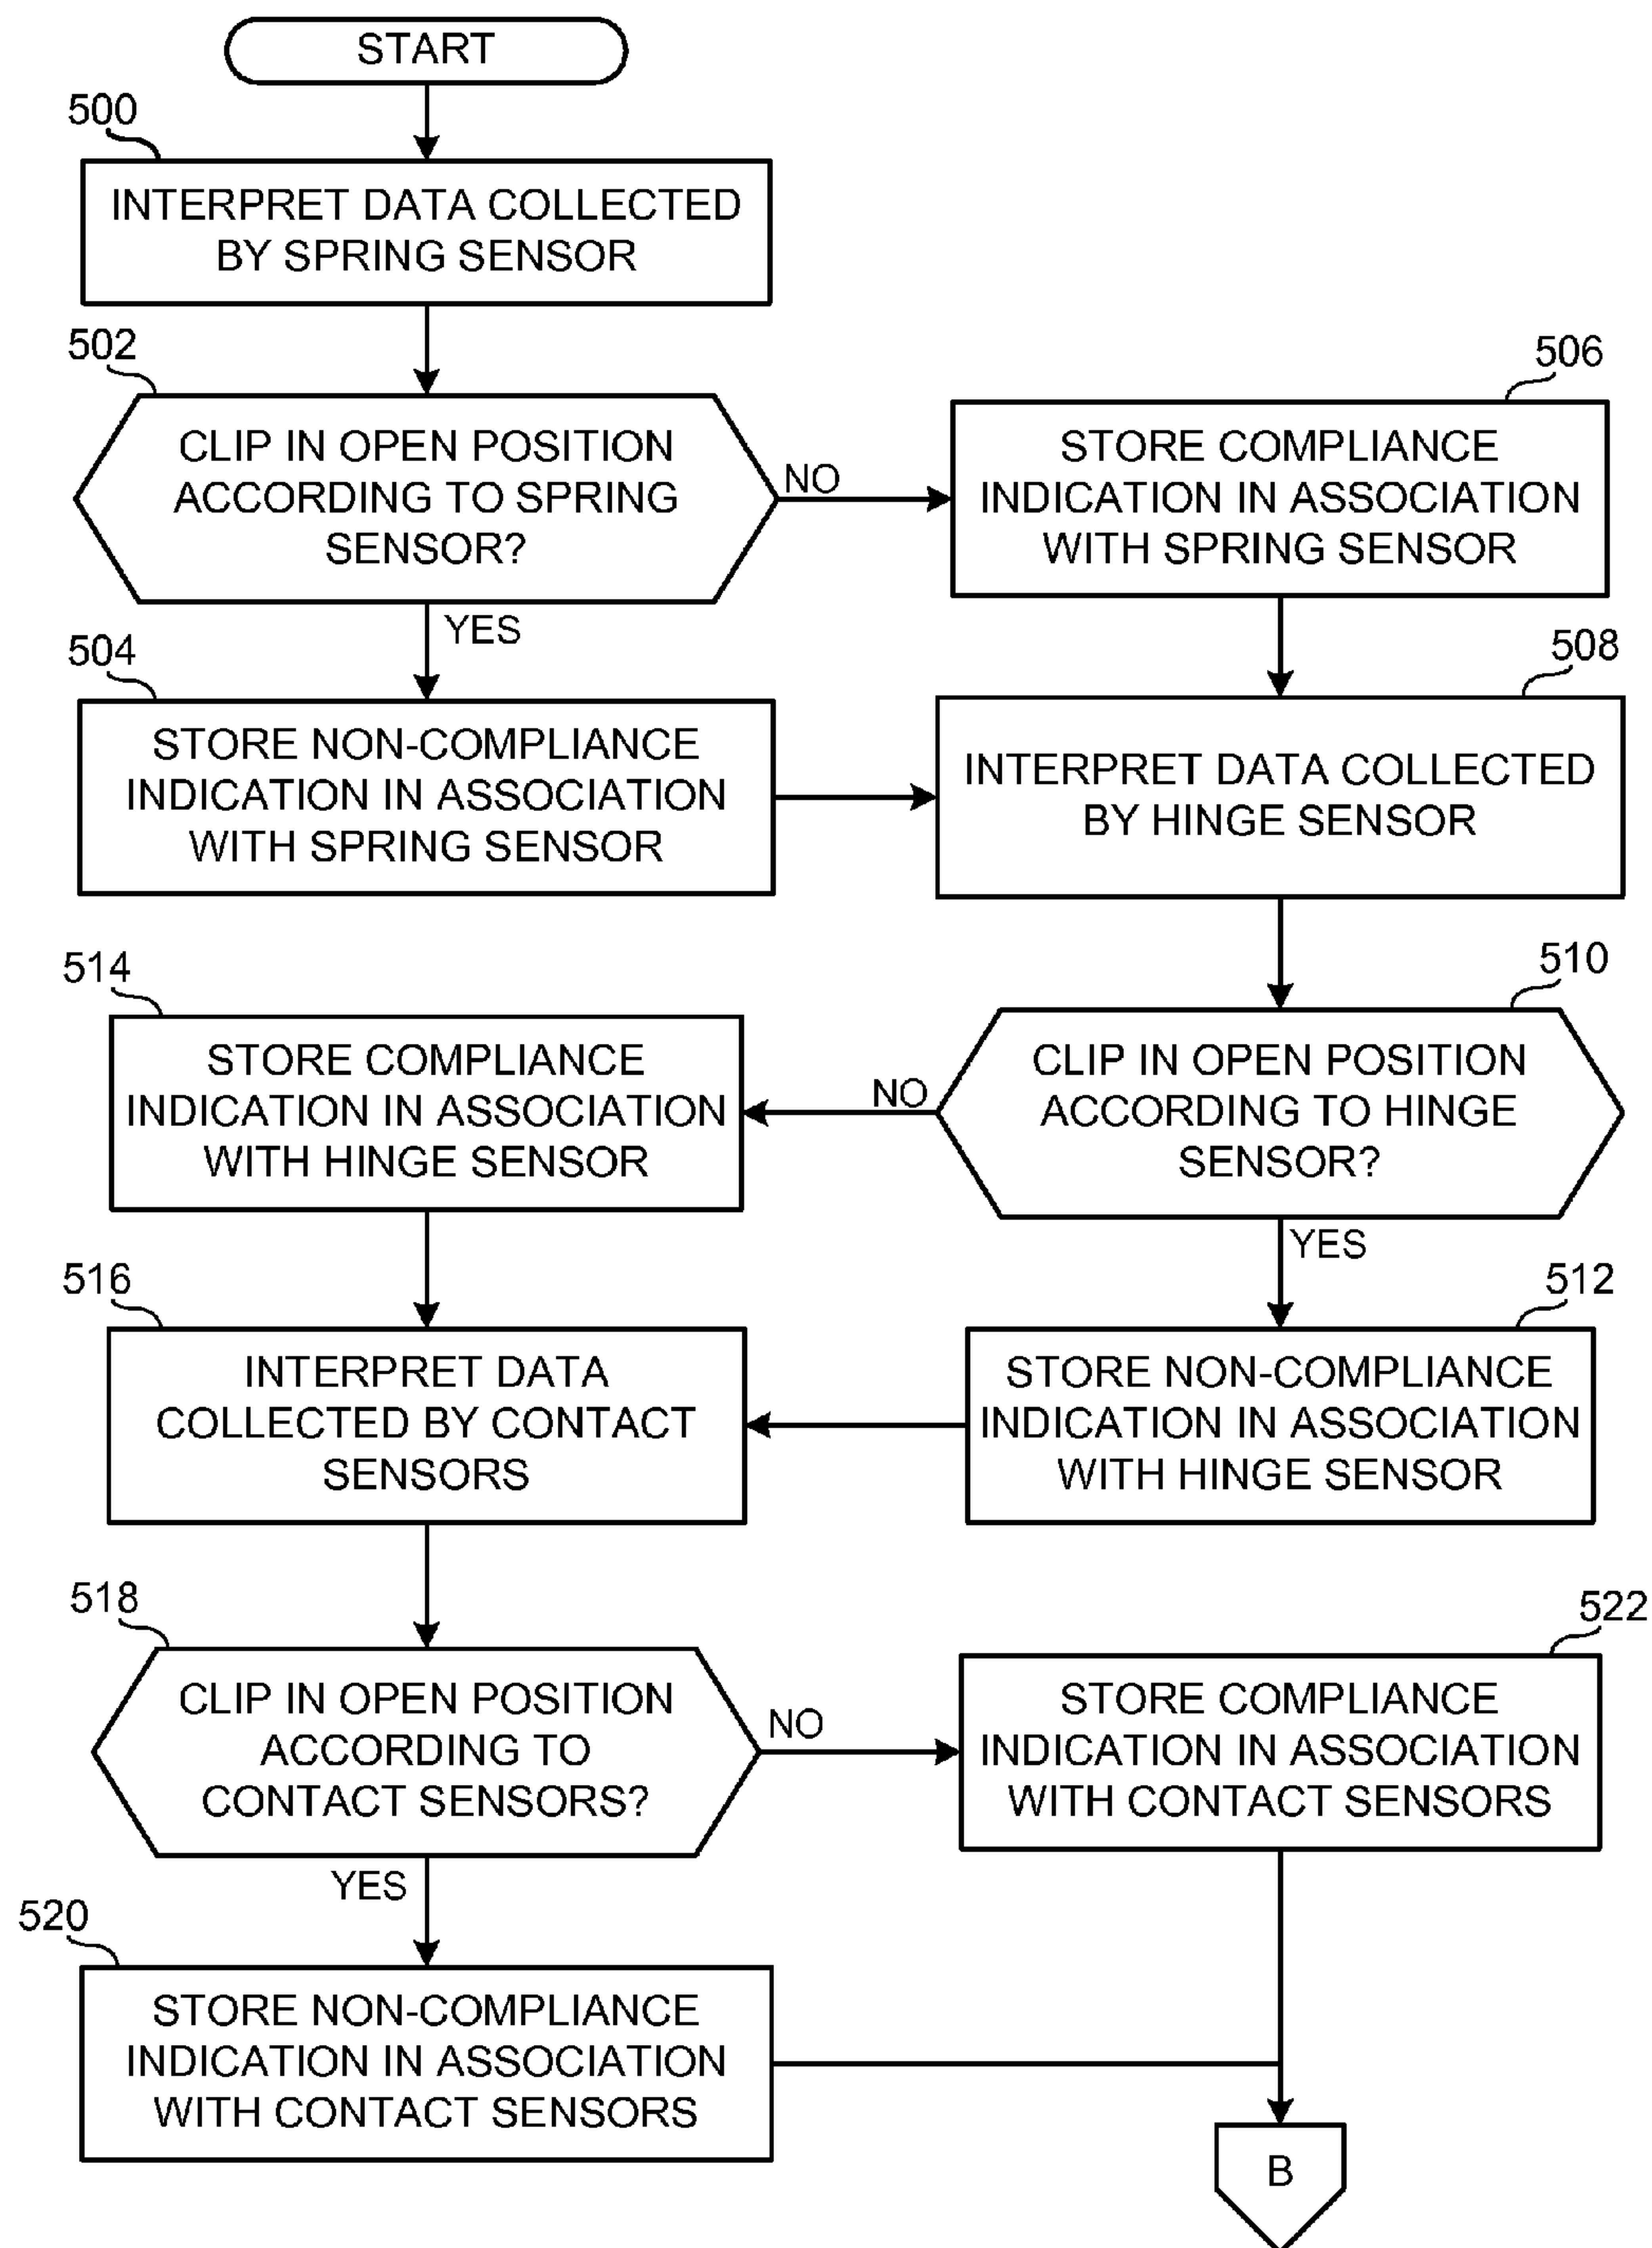 START
500
INTERPRET DATA COLLECTED
BY SPRING SENSOR
502
CLIP IN OPEN POSITION
ACCORDING TO SPRING
SENSOR?
NO
506
STORE COMPLIANCE
INDICATION IN ASSOCIATION
WITH SPRING SENSOR
YES
504
STORE NON-COMPLIANCE
INDICATION IN ASSOCIATION
WITH SPRING SENSOR
508
INTERPRET DATA COLLECTED
BY HINGE SENSOR
510
CLIP IN OPEN POSITION
ACCORDING TO HINGE
SENSOR?
NO
514
STORE COMPLIANCE
INDICATION IN ASSOCIATION
WITH HINGE SENSOR
YES
512
STORE NON-COMPLIANCE
INDICATION IN ASSOCIATION
WITH HINGE SENSOR
516
INTERPRET DATA
COLLECTED BY CONTACT
SENSORS
518
CLIP IN OPEN POSITION
ACCORDING TO
CONTACT SENSORS?
NO
522
STORE COMPLIANCE
INDICATION IN ASSOCIATION
WITH CONTACT SENSORS
YES
520
STORE NON-COMPLIANCE
INDICATION IN ASSOCIATION
WITH CONTACT SENSORS
B